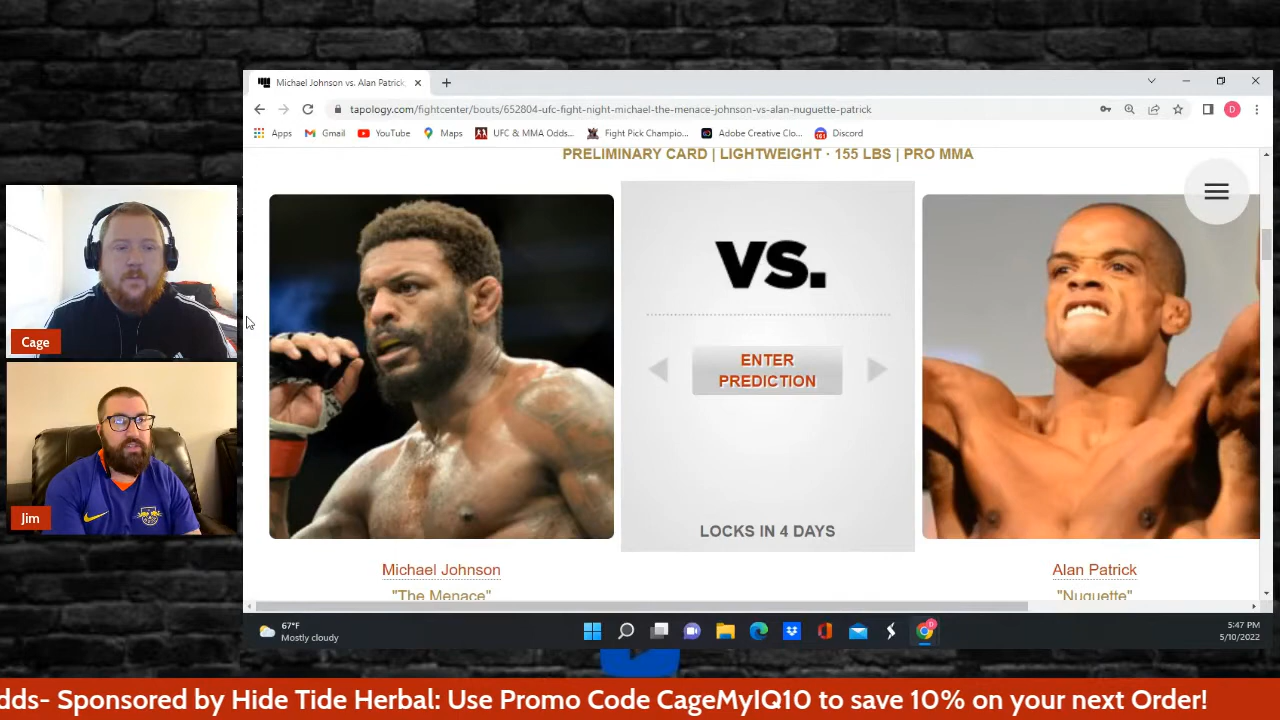 Michael Johnson vs. Alan Patrick
tapology.com/fightcenter/bouts/652804-ufc-fight-night-michael-the-menace-johnson-vs-alan-nuguette-patrick
Apps
Gmail
YouTube
Maps
UFC & MMA Odds...
Fight Pick Champio...
Adobe Creative Clo...
Discord
PRELIMINARY CARD | LIGHTWEIGHT · 155 LBS | PRO MMA
VS.
ENTER
PREDICTION
LOCKS IN 4 DAYS
Michael Johnson
"The Menace"
Alan Patrick
"Nuguette"
Cage
Jim
67°F
Mostly cloudy
5:47 PM
5/10/2022
dds- Sponsored by Hide Tide Herbal: Use Promo Code CageMyIQ10 to save 10% on your next Order!